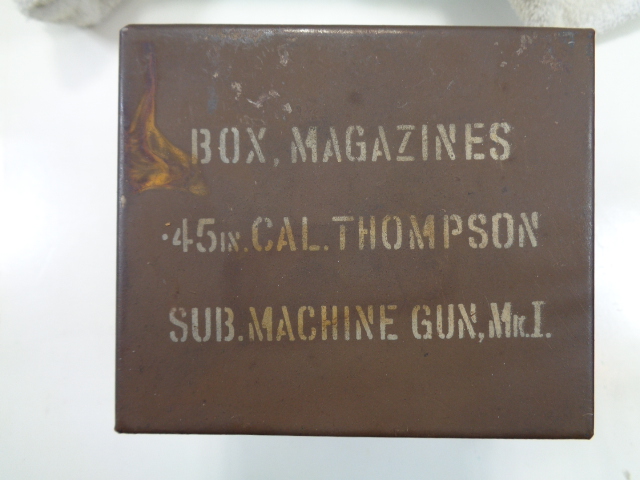 BOX, MAGAZINES
·45IN. CAL. THOMPSON
SUB. MACHINE GUN, MK. I.